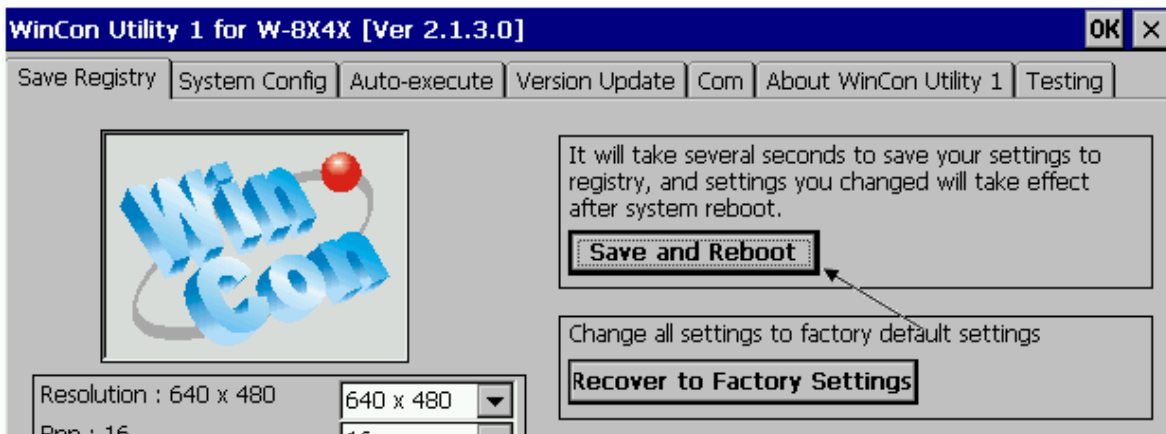 WinCon Utility 1 for W-8X4X [Ver 2.1.3.0] OK ×
Save Registry System Config Auto-execute Version Update Com About WinCon Utility 1 Testing
Win
Con
It will take several seconds to save your settings to
registry, and settings you changed will take effect
after system reboot.
Save and Reboot
Change all settings to factory default settings
Recover to Factory Settings
Resolution : 640 x 480
640 x 480